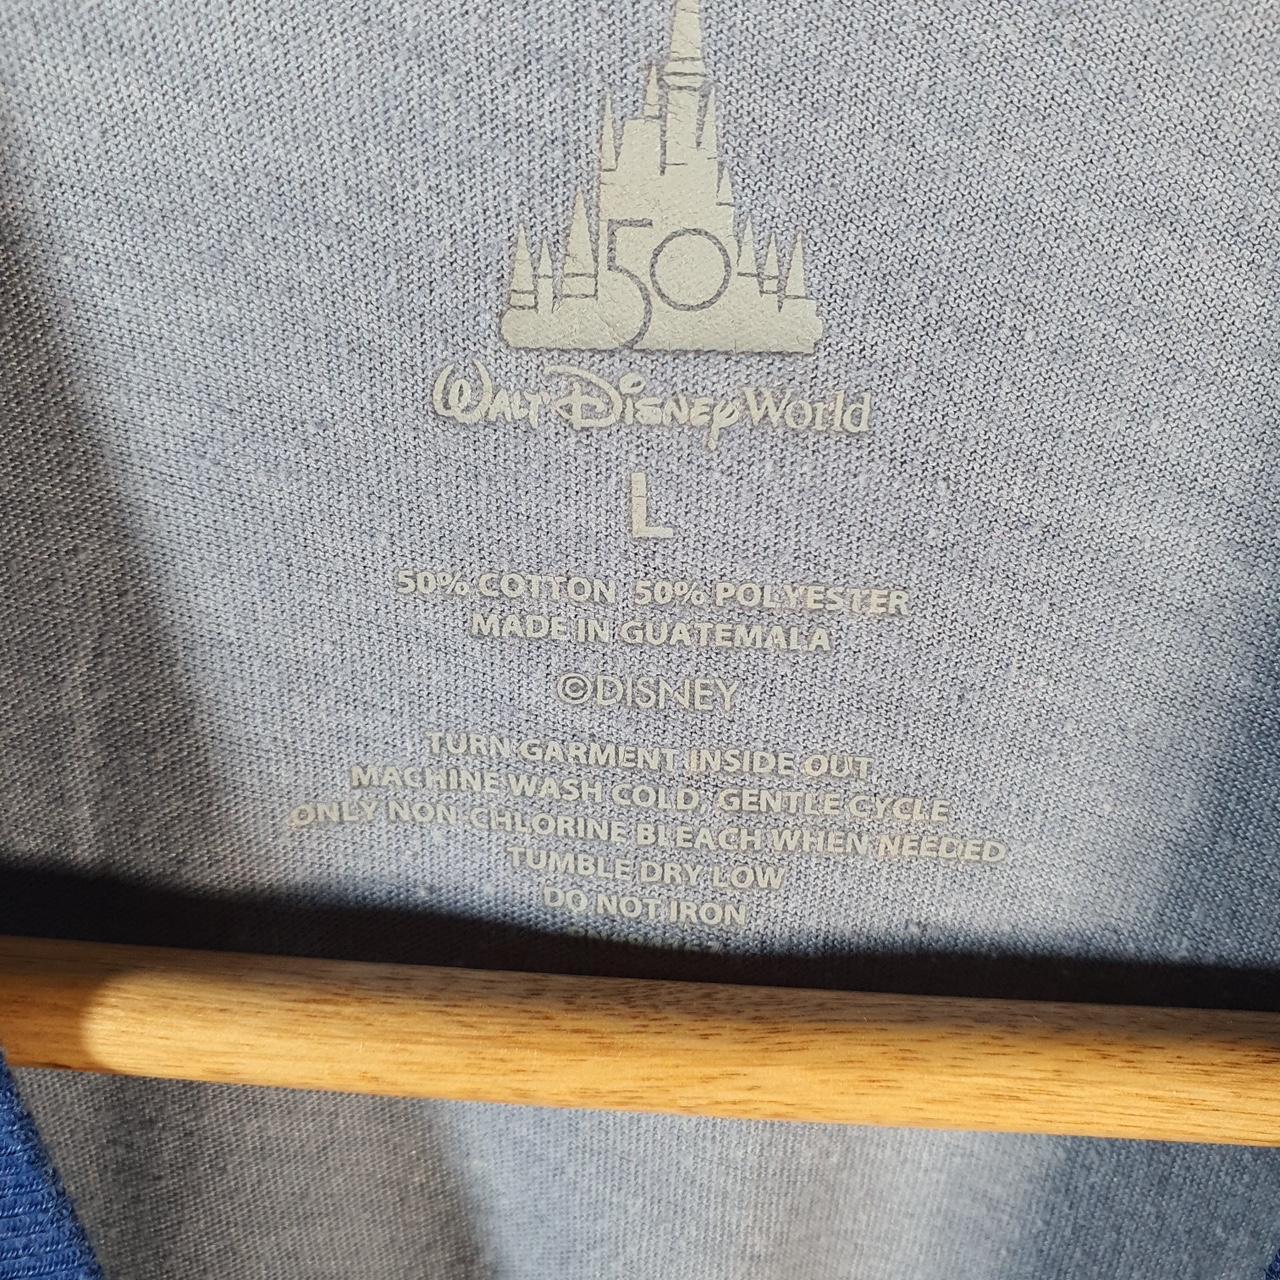 50
Walt Disney World
L
50% COTTON 50% POLYESTER
MADE IN GUATEMALA
©DISNEY
TURN GARMENT INSIDE OUT
MACHINE WASH COLD, GENTLE CYCLE
ONLY NON-CHLORINE BLEACH WHEN NEEDED
TUMBLE DRY LOW
DO NOT IRON